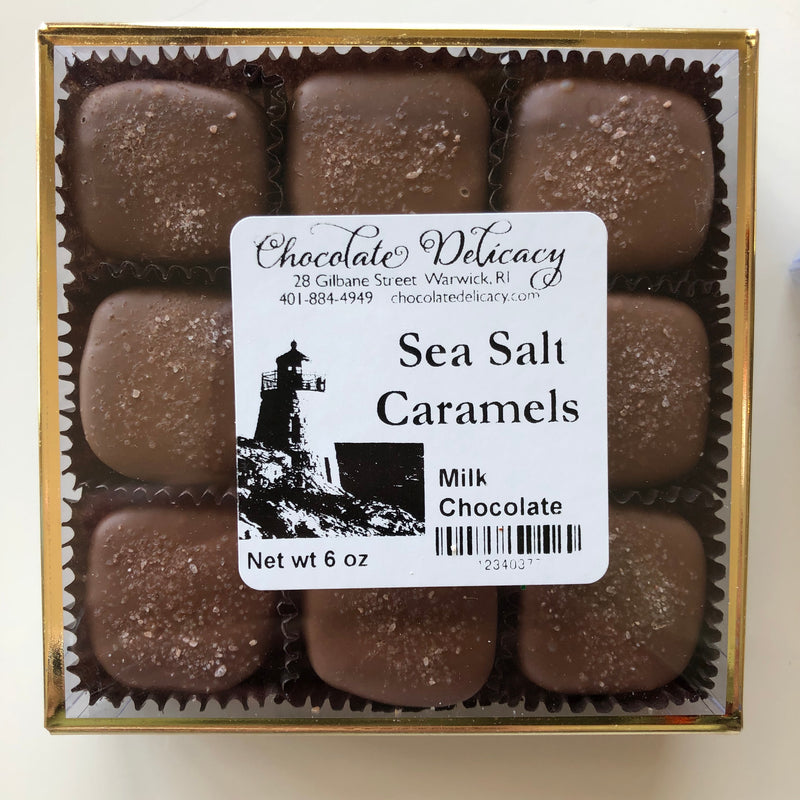 Chocolate Delicacy
28 Gilbane Street Warwick, RI
401-884-4949 chocolatedelicacy.com
Sea Salt
Caramels
Milk
Chocolate
Net wt 6 oz